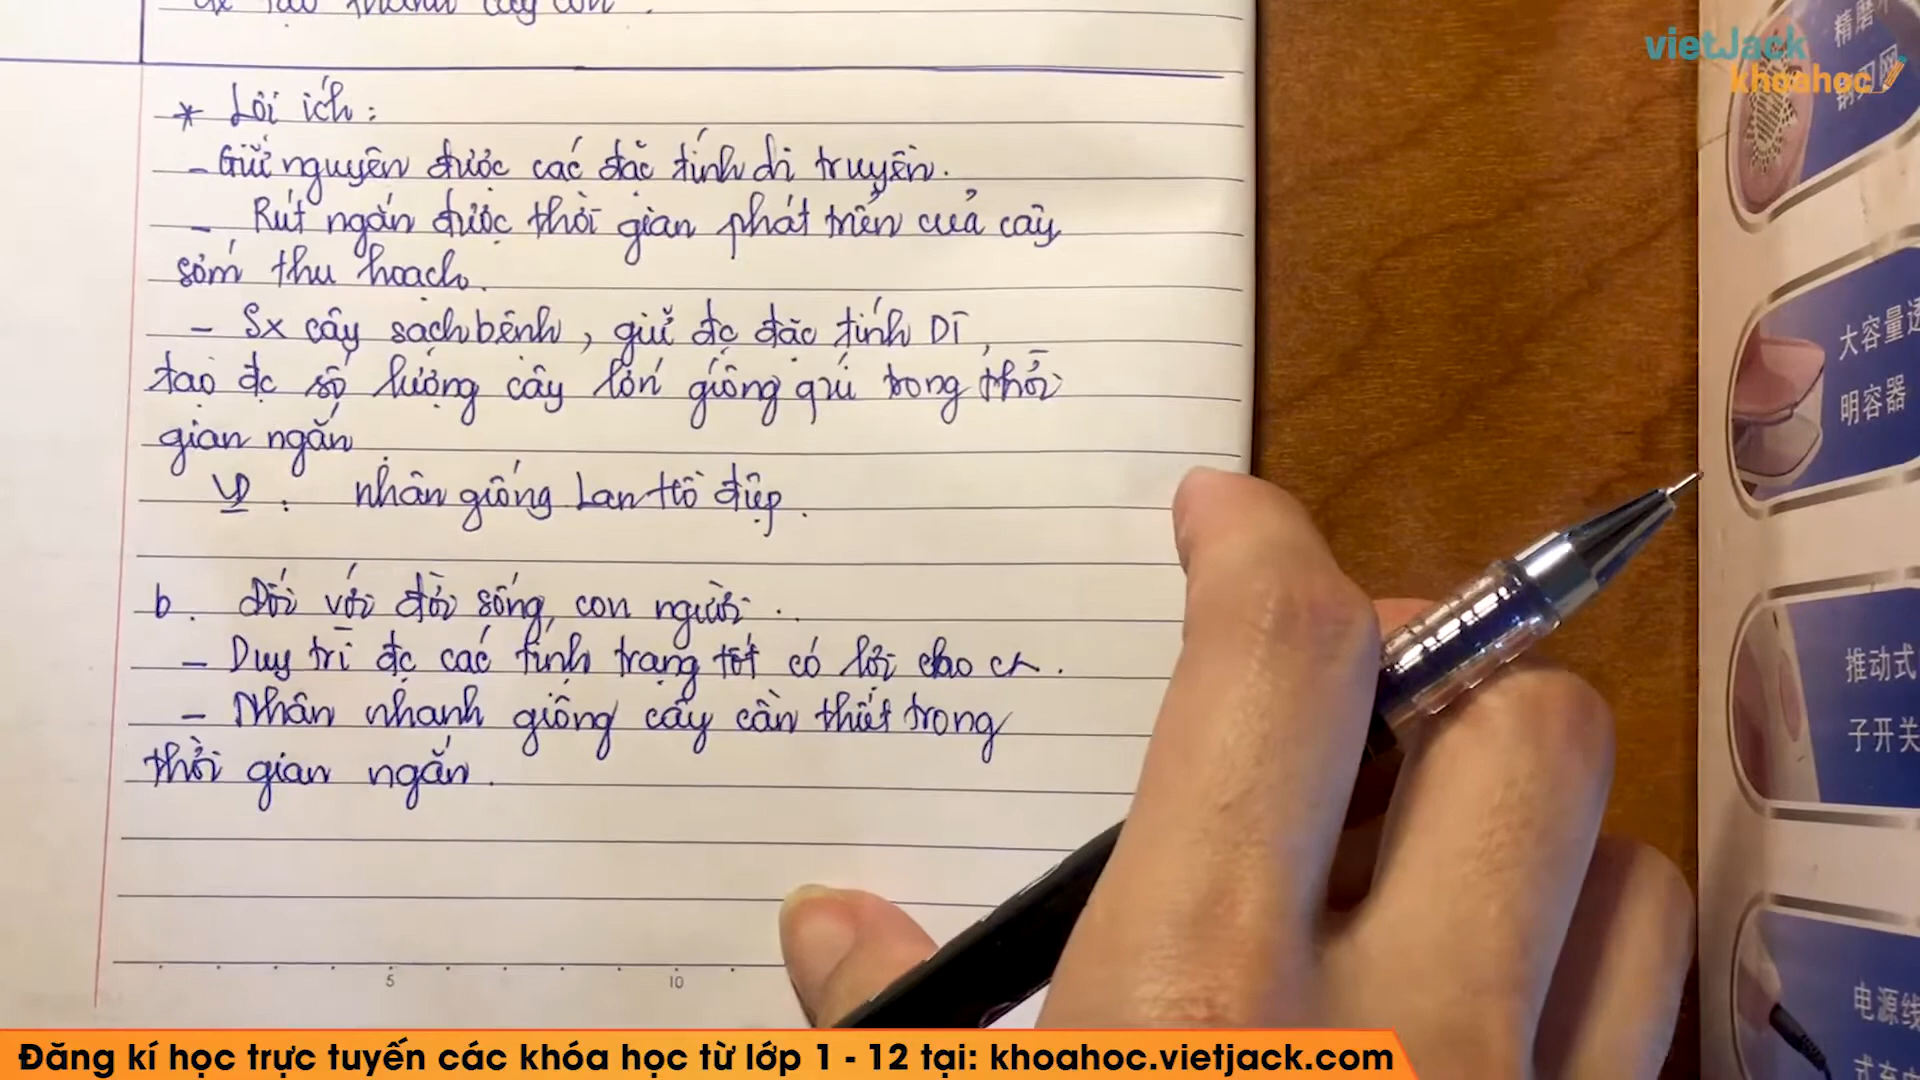 * Lợi ích:
- Giữ nguyên được các đặc tính di truyền.
- Rút ngắn được thời gian phát triển của cây
sớm thu hoạch.
- Sx cây sạch bệnh, giữ đc đặc tính DT,
tạo đc số lượng cây lớn giống quí trong thời
gian ngắn
VD: nhân giống Lan Hồ điệp.
b. Đối với đời sống, con người.
- Duy trì đc các tính trạng tốt có lợi cho cn.
- Nhân nhanh giống cây cần thiết trong
thời gian ngắn.
5 10
vietJack
khoahoc
大容量透
明容器
推动式
子开关
电源线
Đăng kí học trực tuyến các khóa học từ lớp 1 - 12 tại: khoahoc.vietjack.com